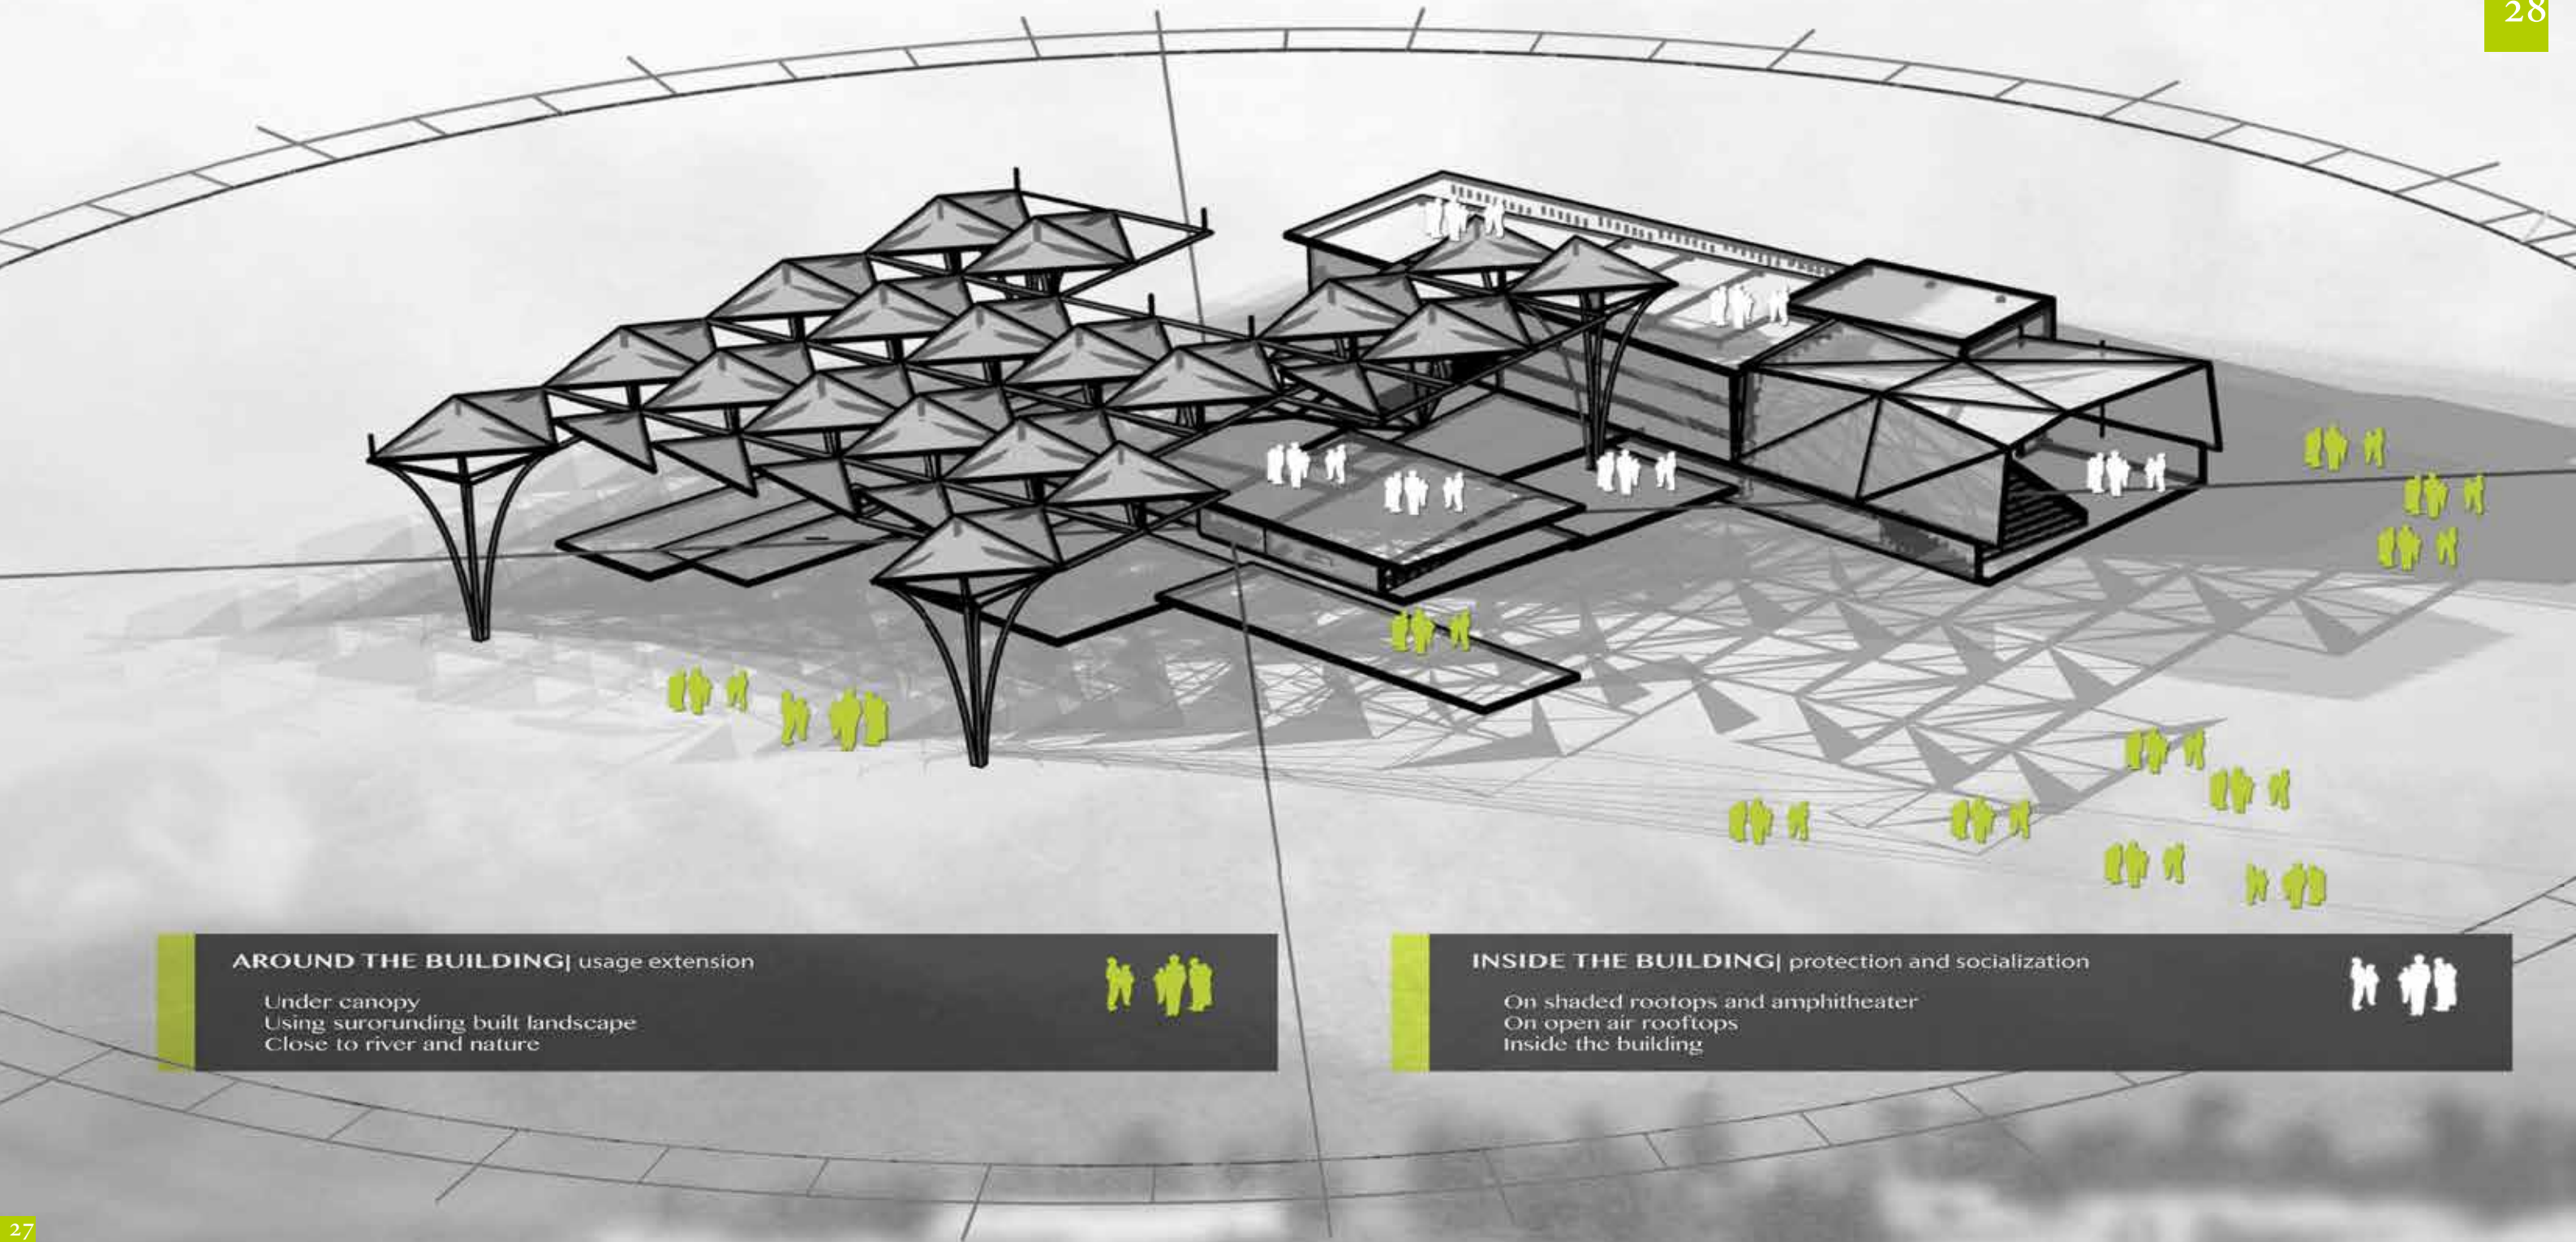 28
AROUND THE BUILDING| usage extension
Under canopy
Using surorunding built landscape
Close to river and nature
INSIDE THE BUILDING| protection and socialization
On shaded rootops and amphitheater
On open air rooftops
Inside the building
27